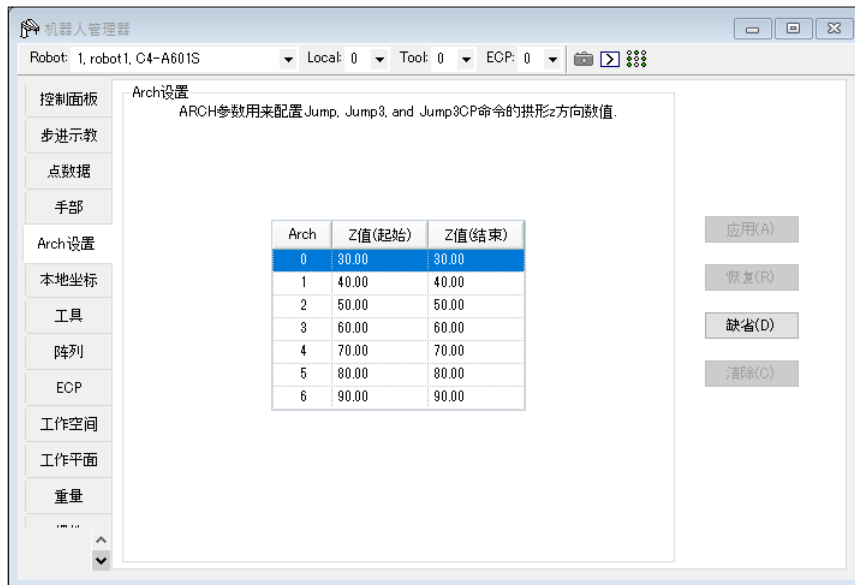 机器人管理器
Robot: 1, robot1, C4-A601S Local: 0 Tool: 0 ECP: 0
控制面板
步进示教
点数据
手部
Arch设置
本地坐标
工具
阵列
ECP
工作空间
工作平面
重量
Arch设置
ARCH参数用来配置Jump, Jump3, and Jump3CP命令的拱形z方向数值.
Arch Z值(起始) Z值(结束)
0 30.00 30.00
1 40.00 40.00
2 50.00 50.00
3 60.00 60.00
4 70.00 70.00
5 80.00 80.00
6 90.00 90.00
应用(A)
恢复(R)
缺省(D)
清除(C)